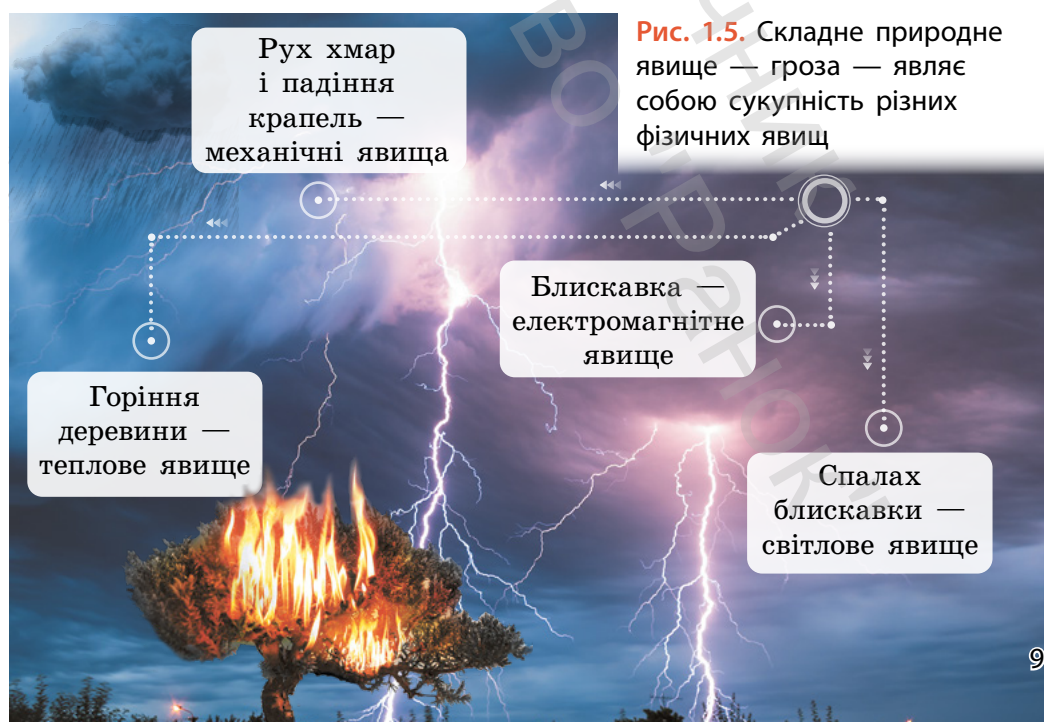 Рух хмар
і падіння
крапель —
механічні явища
Рис. 1.5. Складне природне
явище — гроза — являє
собою сукупність різних
фізичних явищ
Блискавка —
електромагнітне
явище
Горіння
деревини —
теплове явище
Спалах
блискавки —
світлове явище
9